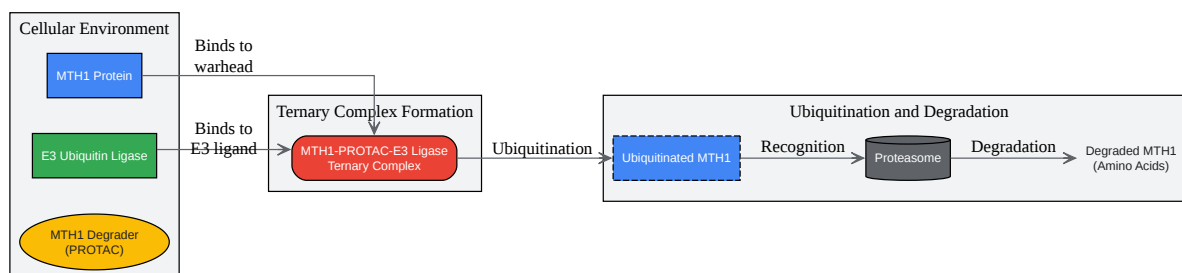 Cellular Environment
MTH1 Protein
E3 Ubiquitin Ligase
MTH1 Degrader
(PROTAC)
Binds to
warhead
Binds to
E3 ligand
Ternary Complex Formation
MTH1-PROTAC-E3 Ligase
Ternary Complex
Ubiquitination
Ubiquitination and Degradation
Ubiquitinated MTH1
Recognition
Proteasome
Degradation
Degraded MTH1
(Amino Acids)